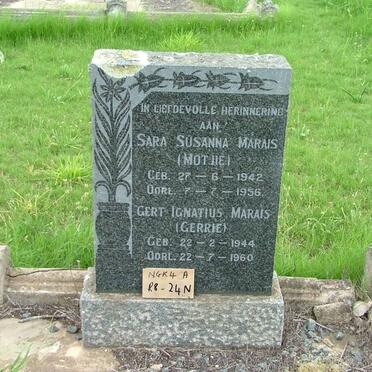 IN LIEFDEVOLLE HERINNERING
AAN
SARA SUSANNA MARAIS
(MOTJIE)
GEB. 27-6-1942
OORL. 7-7-1956
GERT IGNATIUS MARAIS
(GERRIE)
GEB. 22-2-1944
OORL. 22-7-1960
NGK4 A
R8-24N